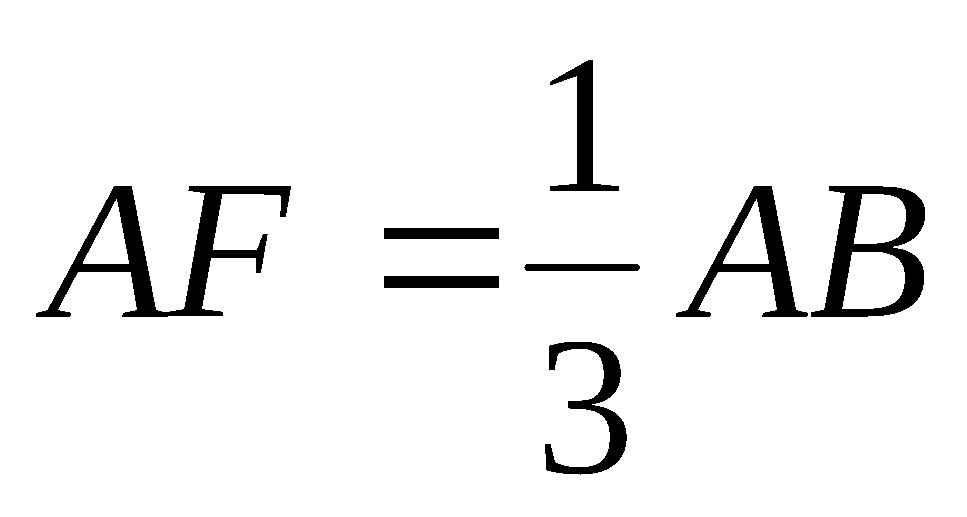 AF = 1/3 AB